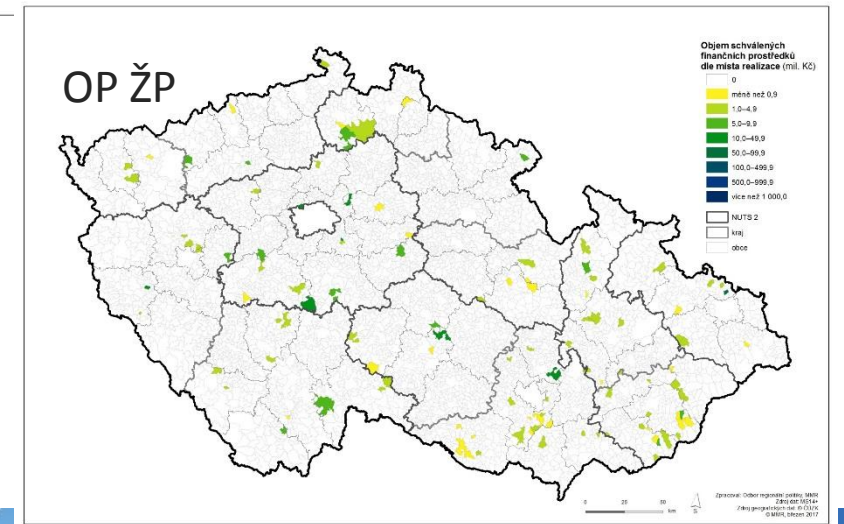 OP ŽP
Objem schválených
finančních prostředků
dle místa realizace (mil. Kč)
0
méně než 0,9
1,0–4,9
5,0–9,9
10,0–49,9
50,0–99,9
100,0–499,9
500,0–999,9
více než 1 000,0
NUTS 2
kraj
obce
0 20 30
km
S
Zpracoval: Odbor regionální politiky, MMR
Zdroj dat: MS14+
Zdroj geografických dat: © ČÚZK
© MMR, březen 2017